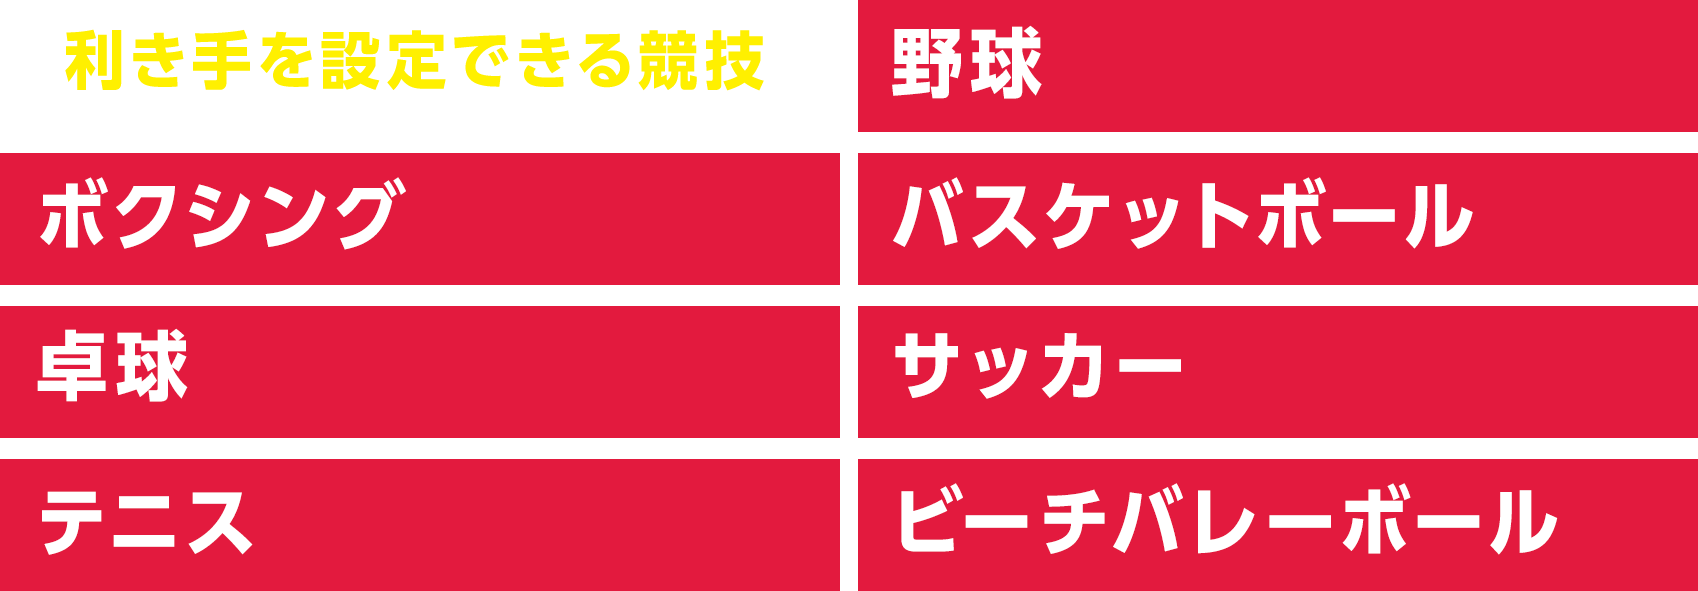 利き手を設定できる競技
野球
ボクシング
バスケットボール
卓球
サッカー
テニス
ビーチバレーボール